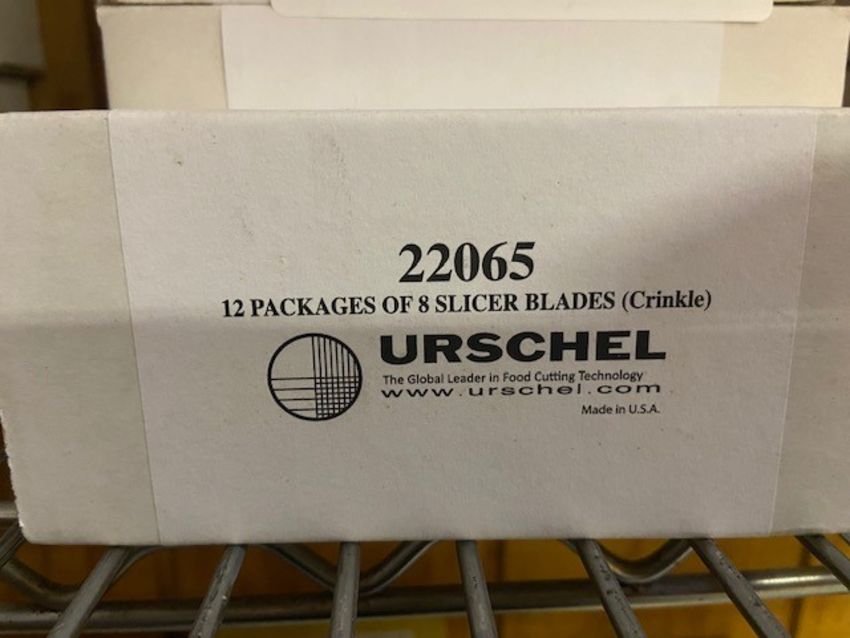 22065
12 PACKAGES OF 8 SLICER BLADES (Crinkle)
URSCHEL
The Global Leader in Food Cutting Technology
www.urschel.com
Made in U.S.A.